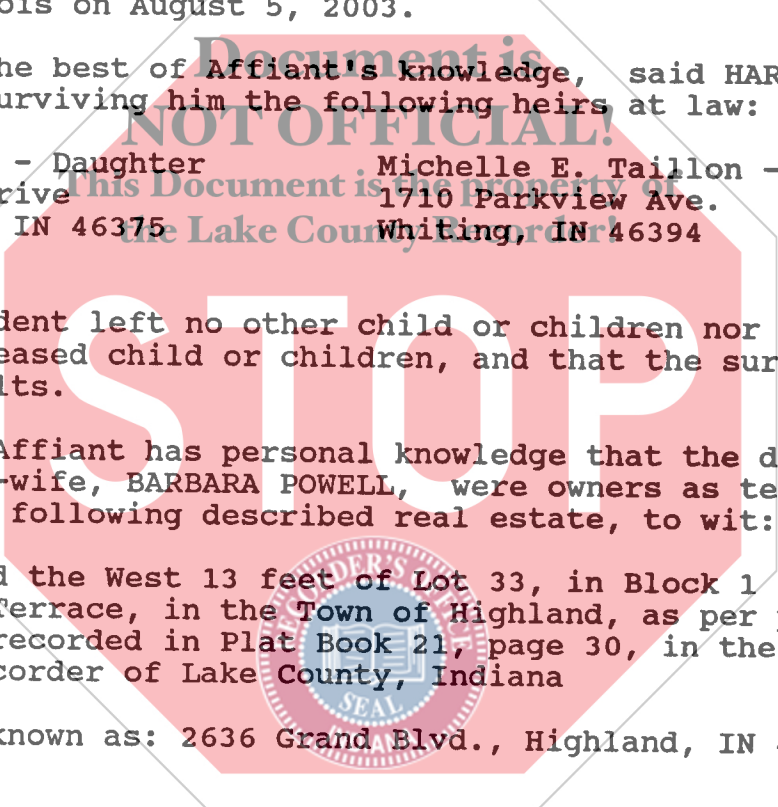 ois on August 5, 2003.
Document is
he best of Affiant's knowledge, said HAR
urviving him the following heirs at law:
NOT OFFICIAL!
- Daughter Michelle E. Taillon -
This Document is the property of
rive 1710 Parkview Ave.
IN 46375 Whiting, IN 46394
the Lake County Recorder!
dent left no other child or children nor
eased child or children, and that the sur
lts.
STOP
Affiant has personal knowledge that the d
-wife, BARBARA POWELL, were owners as te
following described real estate, to wit:
d the West 13 feet of Lot 33, in Block 1
Terrace, in the Town of Highland, as per
recorded in Plat Book 21, page 30, in the
corder of Lake County, Indiana
RECORDER'S OFFICE
SEAL
INDIANA
known as: 2636 Grand Blvd., Highland, IN